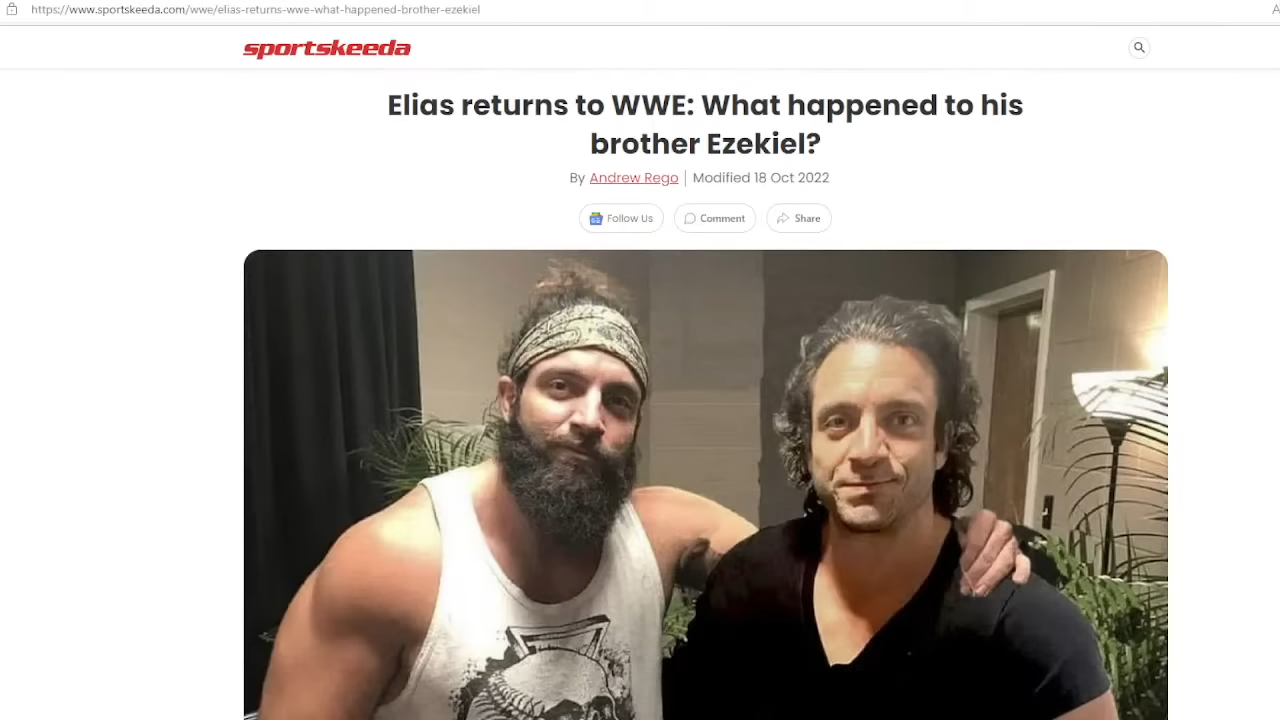 https://www.sportskeeda.com/wwe/elias-returns-wwe-what-happened-brother-ezekiel
A
sportskeeda
Elias returns to WWE: What happened to his
brother Ezekiel?
By Andrew Rego | Modified 18 Oct 2022
Follow Us Comment Share